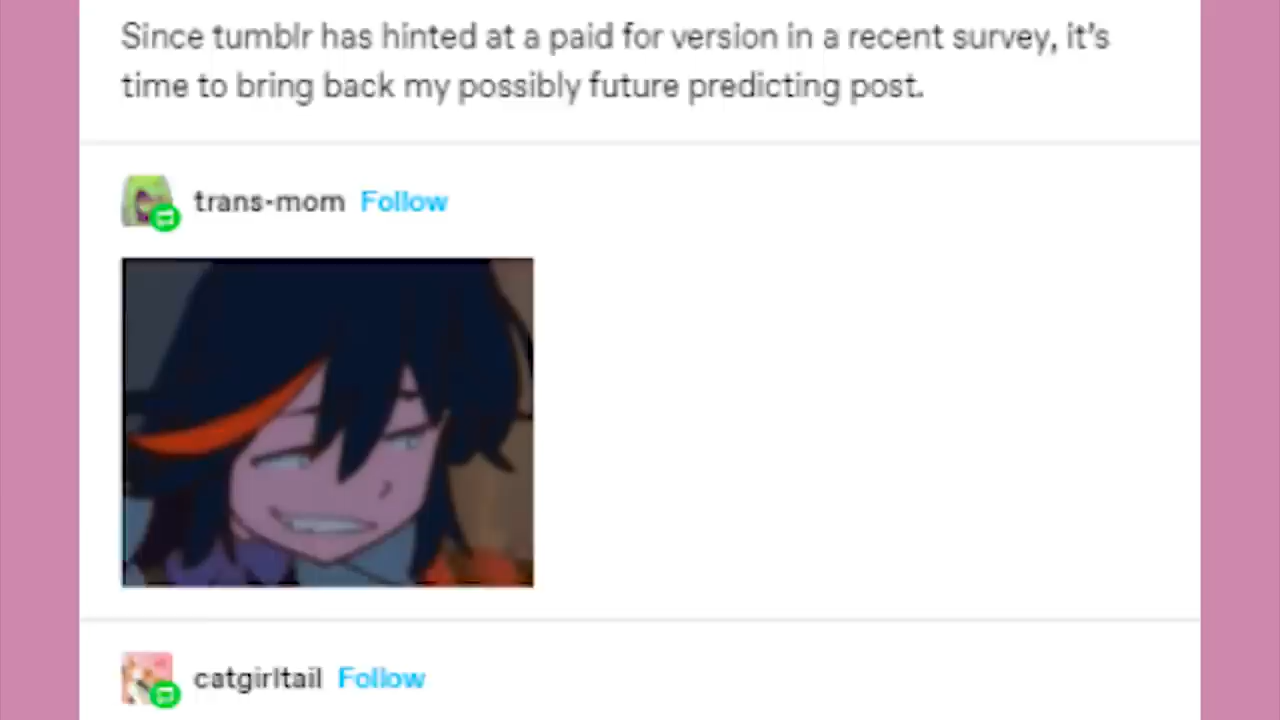 Since tumblr has hinted at a paid for version in a recent survey, it's
time to bring back my possibly future predicting post.
trans-mom Follow
catgirltail Follow